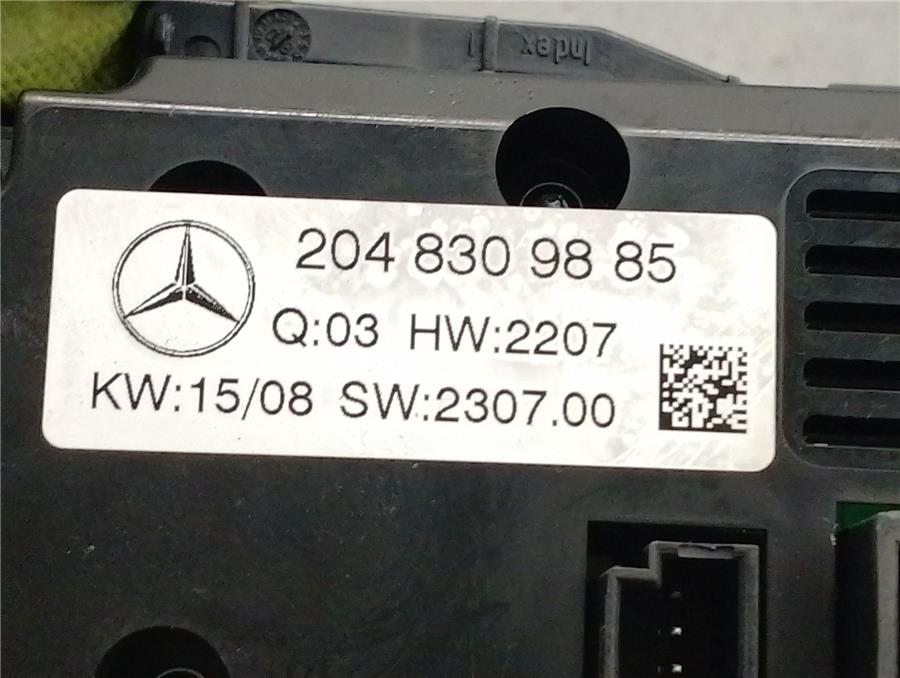 Index
204 830 98 85
Q:03 HW:2207
KW:15/08 SW:2307.00